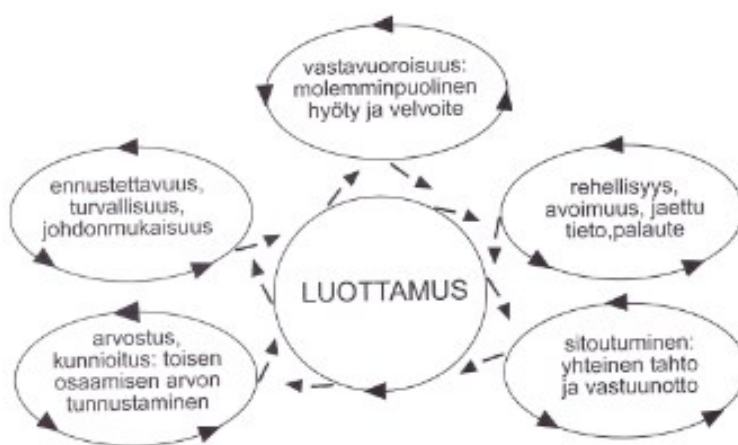 vastavuoroisuus:
molemminpuolinen
hyöty ja velvoite
ennustettavuus,
turvallisuus,
johdonmukaisuus
rehellisyys,
avoimuus, jaettu
tieto,palaute
LUOTTAMUS
arvostus,
kunnioitus: toisen
osaamisen arvon
tunnustaminen
sitoutuminen:
yhteinen tahto
ja vastuunotto